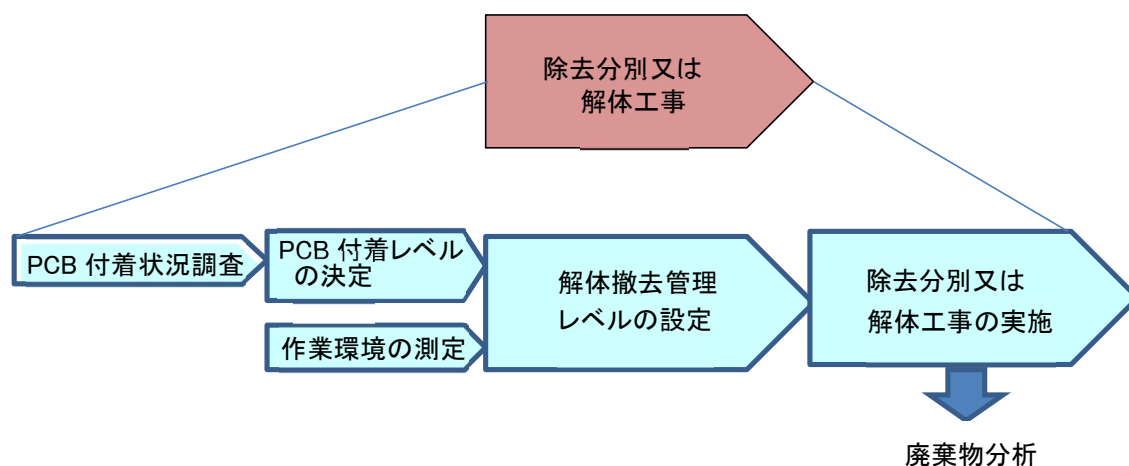 除去分別又は
解体工事
PCB 付着状況調査
PCB 付着レベル
の決定
作業環境の測定
解体撤去管理
レベルの設定
除去分別又は
解体工事の実施
廃棄物分析